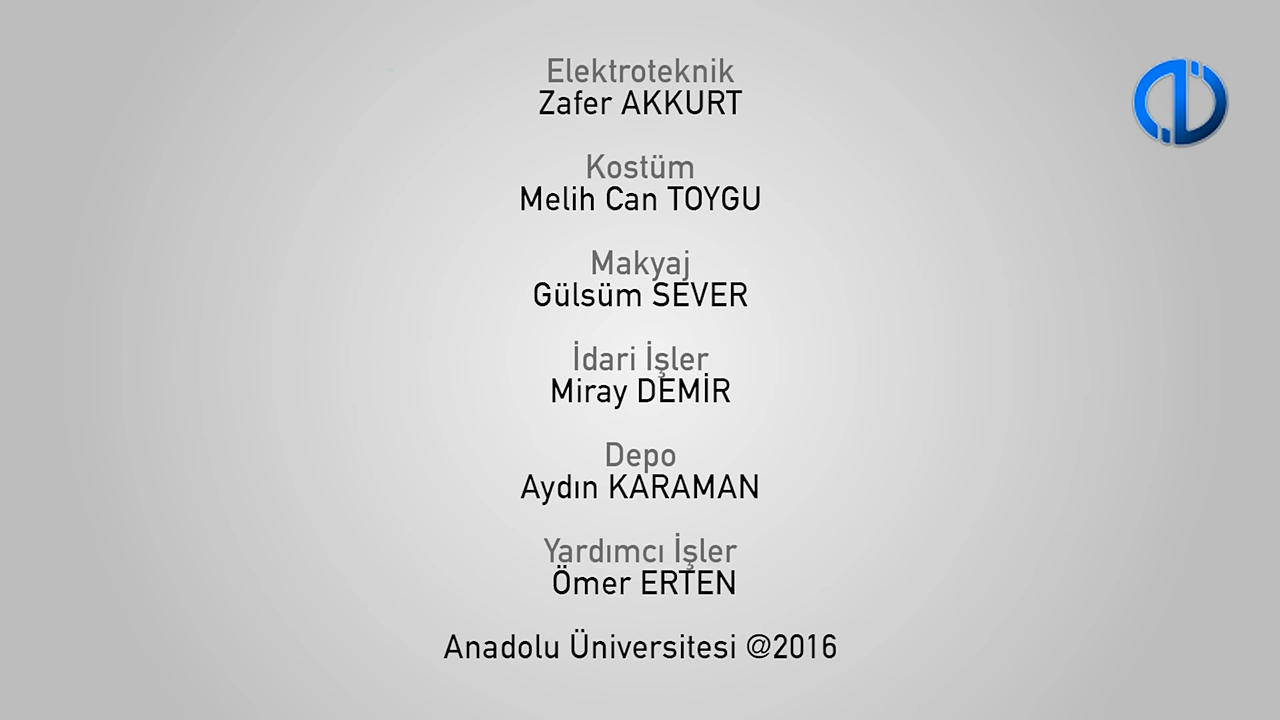 Elektroteknik
Zafer AKKURT
Kostüm
Melih Can TOYGU
Makyaj
Gülsüm SEVER
İdari İşler
Miray DEMİR
Depo
Aydın KARAMAN
Yardımcı İşler
Ömer ERTEN
Anadolu Üniversitesi @2016